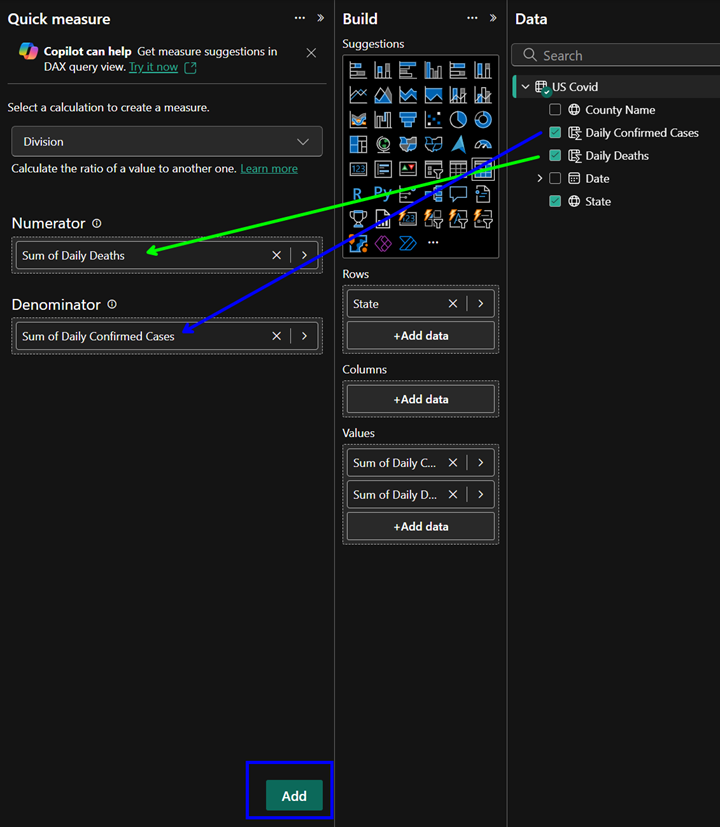 Quick measure
Copilot can help Get measure suggestions in
DAX query view. Try it now
Select a calculation to create a measure.
Division
Calculate the ratio of a value to another one. Learn more
Numerator
Sum of Daily Deaths
Denominator
Sum of Daily Confirmed Cases
Add
Build
Suggestions
123
R
Py
123
Rows
State
+Add data
Columns
+Add data
Values
Sum of Daily C...
Sum of Daily D...
+Add data
Data
Search
US Covid
County Name
Daily Confirmed Cases
Daily Deaths
Date
State